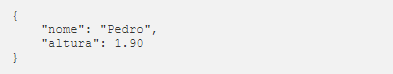 {
    "nome": "Pedro",
    "altura": 1.90
}